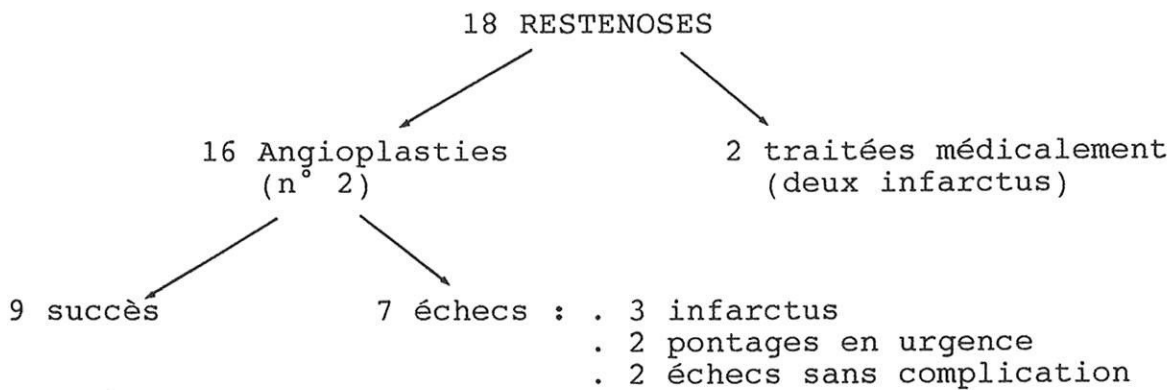 18 RESTENOSES
16 Angioplasties
(n° 2)
2 traitées médicalement
(deux infarctus)
9 succès
7 échecs : . 3 infarctus
. 2 pontages en urgence
. 2 échecs sans complication